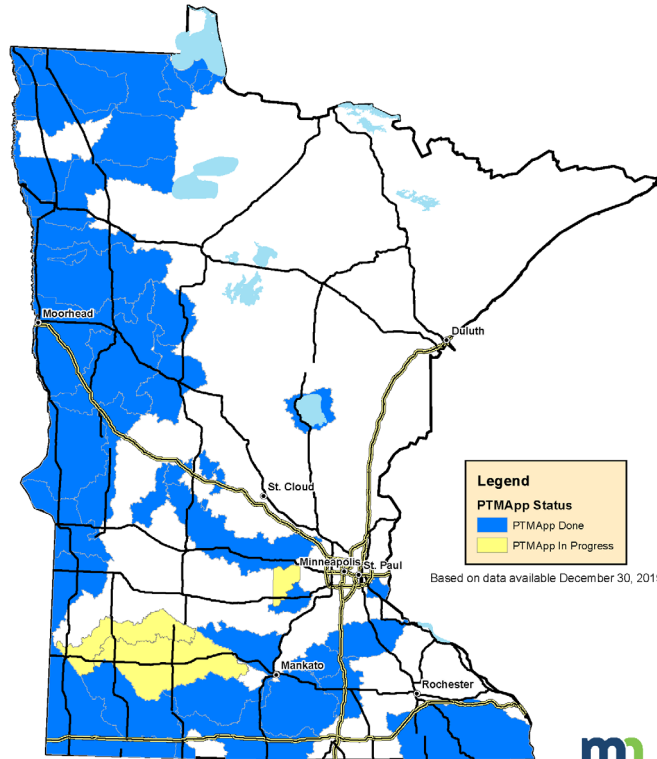 Moorhead
Duluth
St. Cloud
Legend
PTMApp Status
PTMApp Done
PTMApp In Progress
Minneapolis
St. Paul
Based on data available December 30, 201
Mankato
Rochester
mn